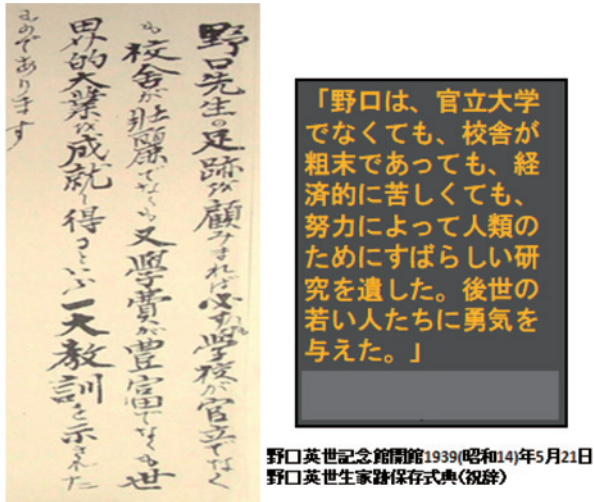 野口先生の足跡を顧みまれば必ずしも學校が官立でなく
も校舎が壮麗でなくも又學費が豊富でなくも世
界的大業を成就し得るといふ一大教訓を示された
ものであります
「野口は、官立大学
でなくても、校舎が
粗末であっても、経
済的に苦しくても、
努力によって人類の
ためにすばらしい研
究を遺した。後世の
若い人たちに勇気を
与えた。」
野口英世記念館開館1939(昭和14)年5月21日
野口英世生家跡保存式典(祝辞)